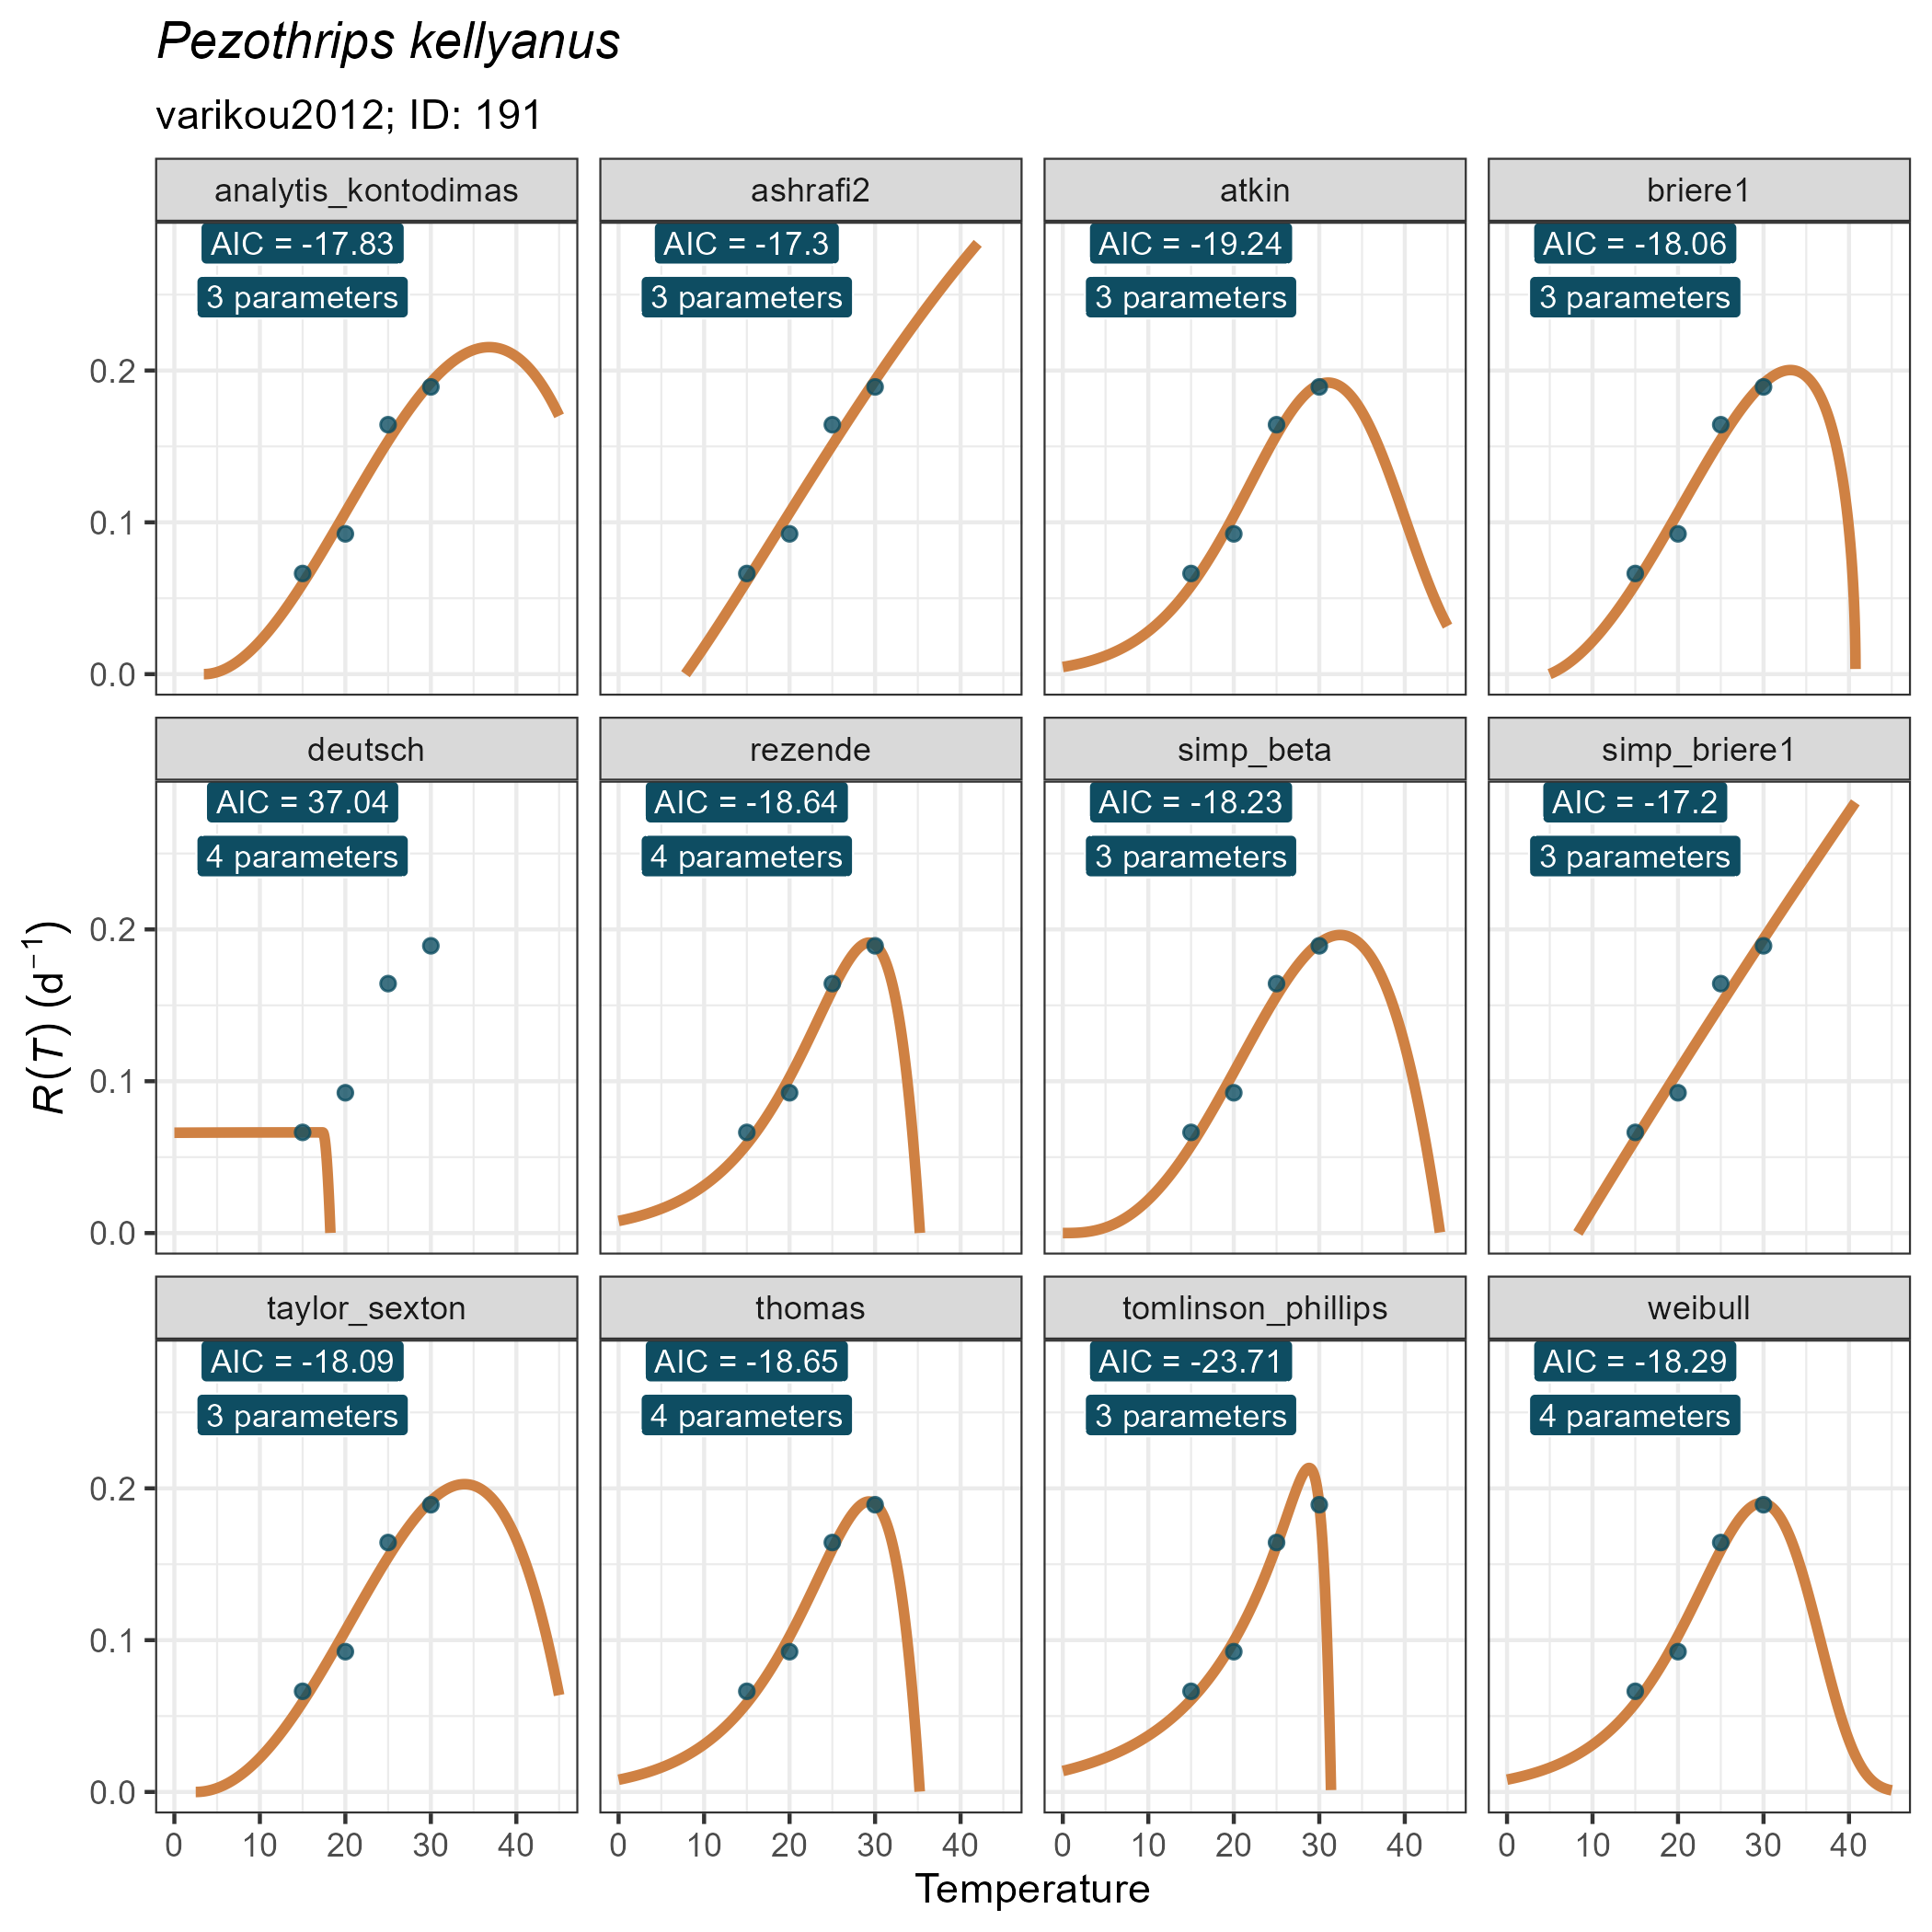 Pezothrips kellyanus
varikou2012; ID: 191
analytis_kontodimas
ashrafi2
atkin
briere1
AIC = -17.83
3 parameters
AIC = -17.3
3 parameters
AIC = -19.24
3 parameters
AIC = -18.06
3 parameters
0.2
0.1
0.0
deutsch
rezende
simp_beta
simp_briere1
AIC = 37.04
4 parameters
AIC = -18.64
4 parameters
AIC = -18.23
3 parameters
AIC = -17.2
3 parameters
0.2
0.1
0.0
R(T) (d⁻¹)
taylor_sexton
thomas
tomlinson_phillips
weibull
AIC = -18.09
3 parameters
AIC = -18.65
4 parameters
AIC = -23.71
3 parameters
AIC = -18.29
4 parameters
0.2
0.1
0.0
0 10 20 30 40
0 10 20 30 40
0 10 20 30 40
0 10 20 30 40
Temperature